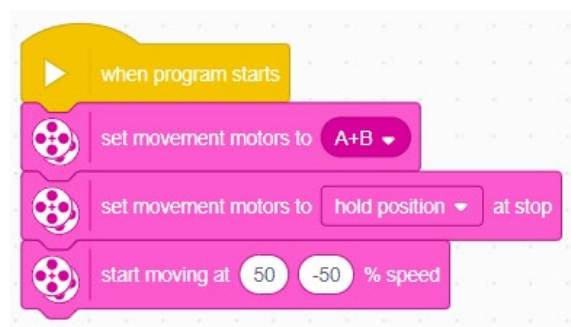 when program starts
set movement motors to A+B
set movement motors to hold position at stop
start moving at 50 -50 % speed